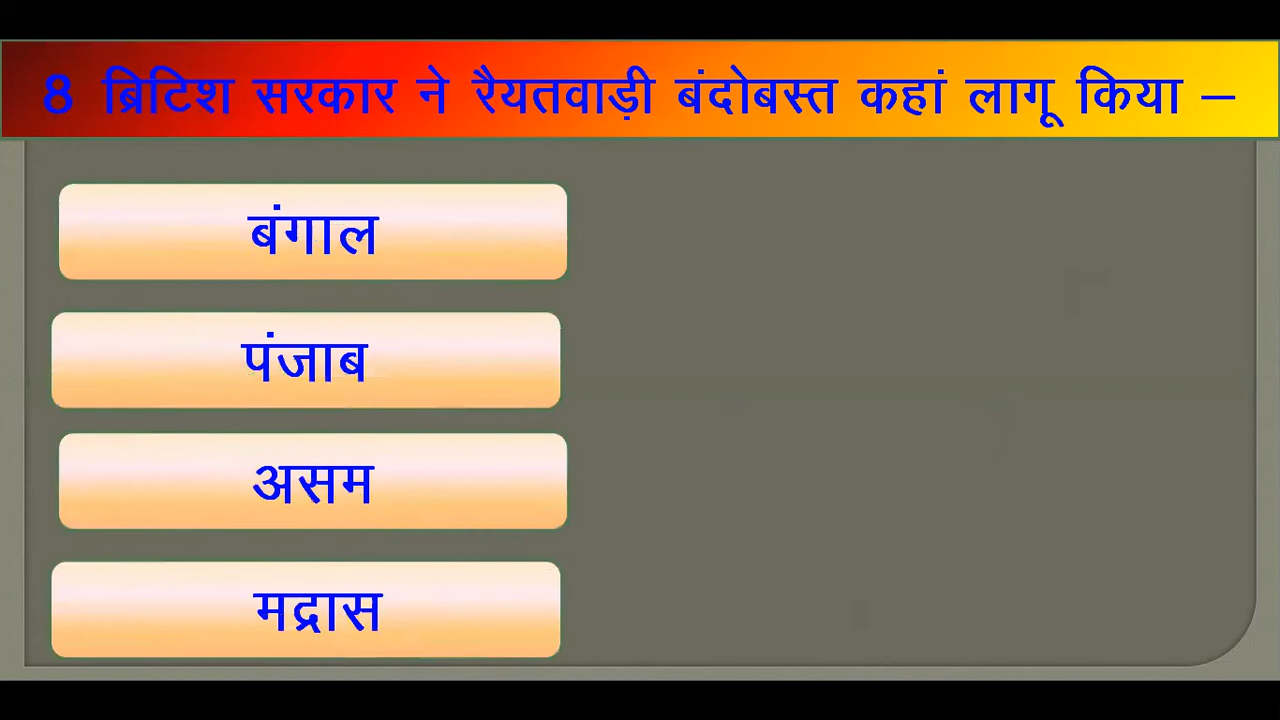 8 ब्रिटिश सरकार ने रैयतवाड़ी बंदोबस्त कहां लागू किया –
बंगाल
पंजाब
असम
मद्रास